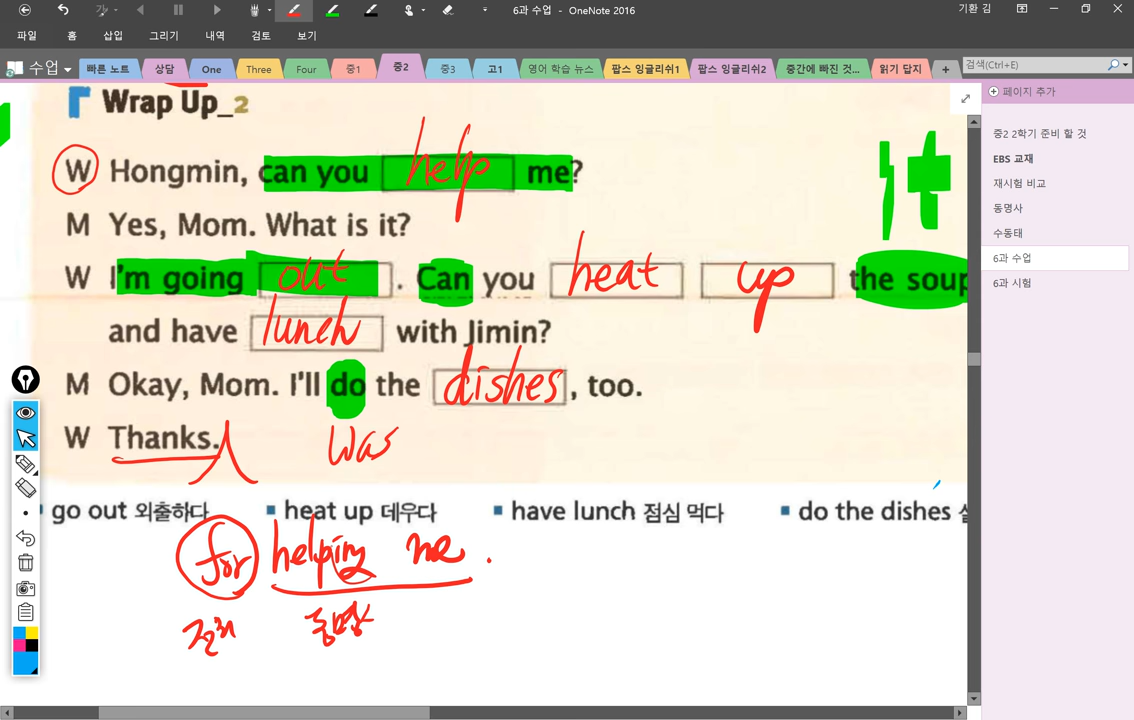 6과 수업 - OneNote 2016
기환 김
파일 홈 삽입 그리기 내역 검토 보기
수업 빠른 노트 상담 One Three Four 중1 중2 중3 고1 영어 학습 뉴스 팝스 잉글리쉬1 팝스 잉글리쉬2 중간에 빠진 것... 읽기 답지 + 검색(Ctrl+E)
페이지 추가
중2 2학기 준비 할 것
EBS 교재
재시험 비교
동명사
수동태
6과 수업
6과 시험
Wrap Up_2
W Hongmin, can you help me?
M Yes, Mom. What is it?
W I'm going out. Can you heat up the soup
and have lunch with Jimin?
M Okay, Mom. I'll do the dishes, too.
W Thanks.
was
go out 외출하다 ▪ heat up 데우다 ▪ have lunch 점심 먹다 ▪ do the dishes
for helping me.
전치 동명사